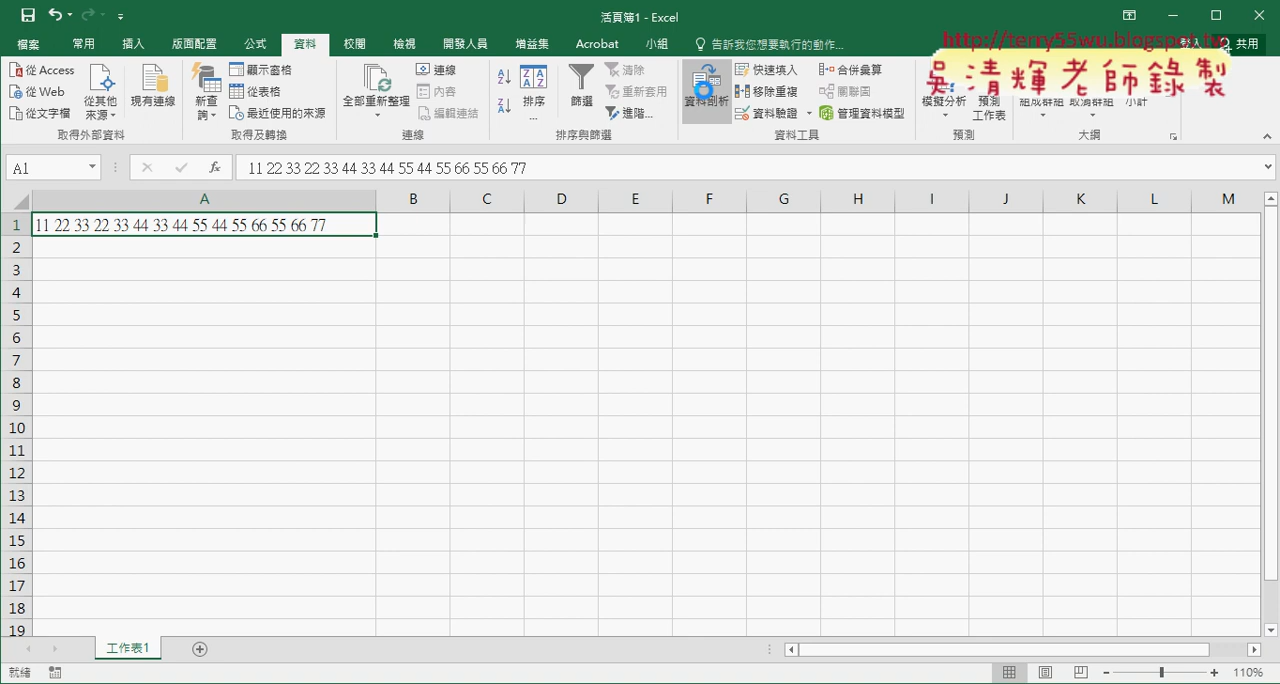 活頁簿1 - Excel
檔案 常用 插入 版面配置 公式 資料 校閱 檢視 開發人員 增益集 Acrobat 小組 告訴我您想要執行的動作... 登入 共用
http://terry55wu.blogspot.tw
吳清輝老師錄製
從 Access
從 Web
從文字檔
從其他來源
現有連線
取得外部資料
新查詢
顯示查詢
從表格
最近使用的來源
取得及轉換
全部重新整理
連線
內容
編輯連結
連線
排序...
篩選
清除
重新套用
進階...
排序與篩選
資料剖析
快速填入
移除重複
資料驗證
合併彙算
關聯圖
管理資料模型
資料工具
模擬分析
預測工作表
預測
組成群組
取消群組
小計
大綱
A1 fx 11 22 33 22 33 44 33 44 55 44 55 66 55 66 77
A B C D E F G H I J K L M
1 11 22 33 22 33 44 33 44 55 44 55 66 55 66 77
2
3
4
5
6
7
8
9
10
11
12
13
14
15
16
17
18
19
工作表1
就緒 110%